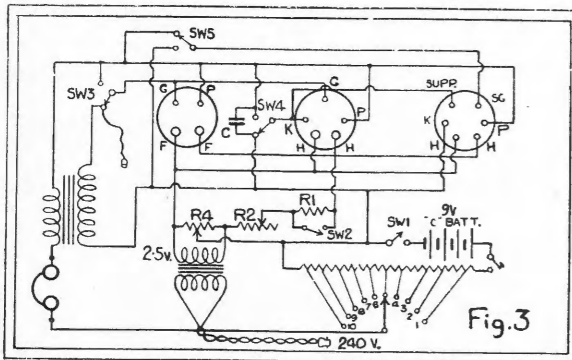 SW5
SW3
G
P
F
F
C
SW4
G
K
P
H
H
SUPP.
SG
K
P
H
H
R4
R2
R1
SW2
SW1
9V
"C" BATT.
2·5v.
10
9
8
7
6
4
3
2
1
Fig.3
240 V.